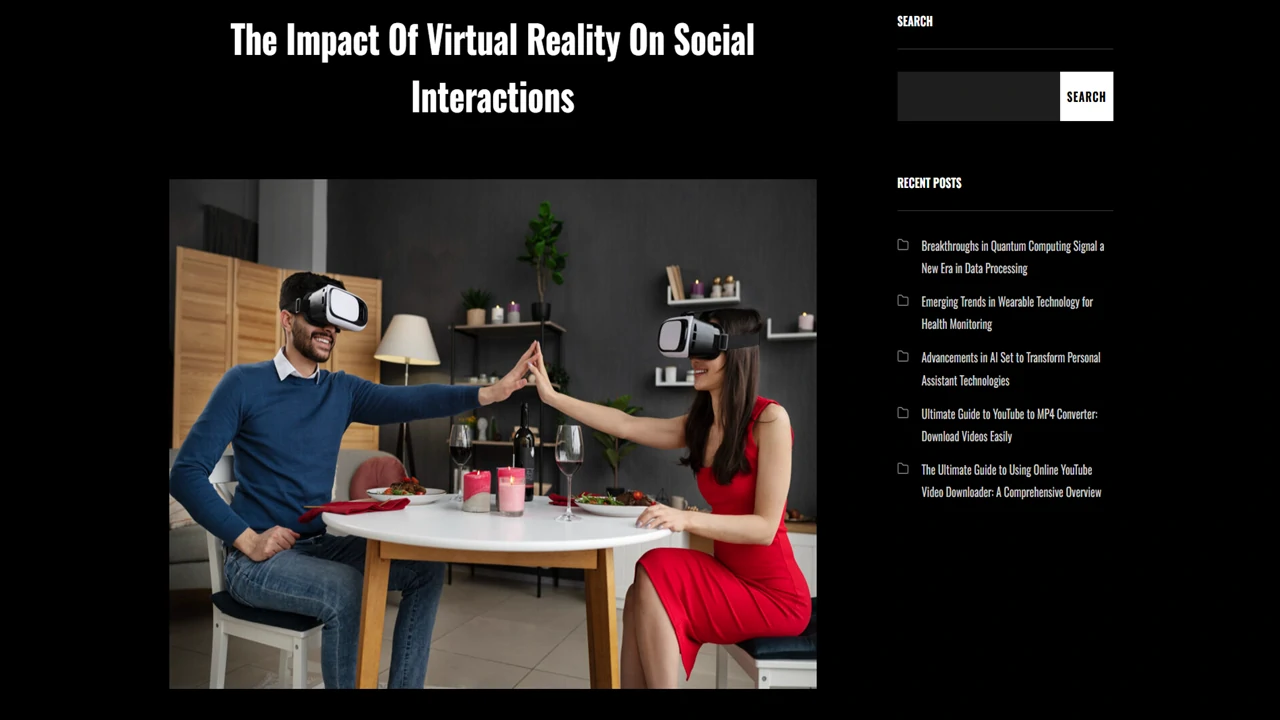 The Impact Of Virtual Reality On Social
Interactions
SEARCH
SEARCH
RECENT POSTS
Breakthroughs in Quantum Computing Signal a
New Era in Data Processing
Emerging Trends in Wearable Technology for
Health Monitoring
Advancements in AI Set to Transform Personal
Assistant Technologies
Ultimate Guide to YouTube to MP4 Converter:
Download Videos Easily
The Ultimate Guide to Using Online YouTube
Video Downloader: A Comprehensive Overview